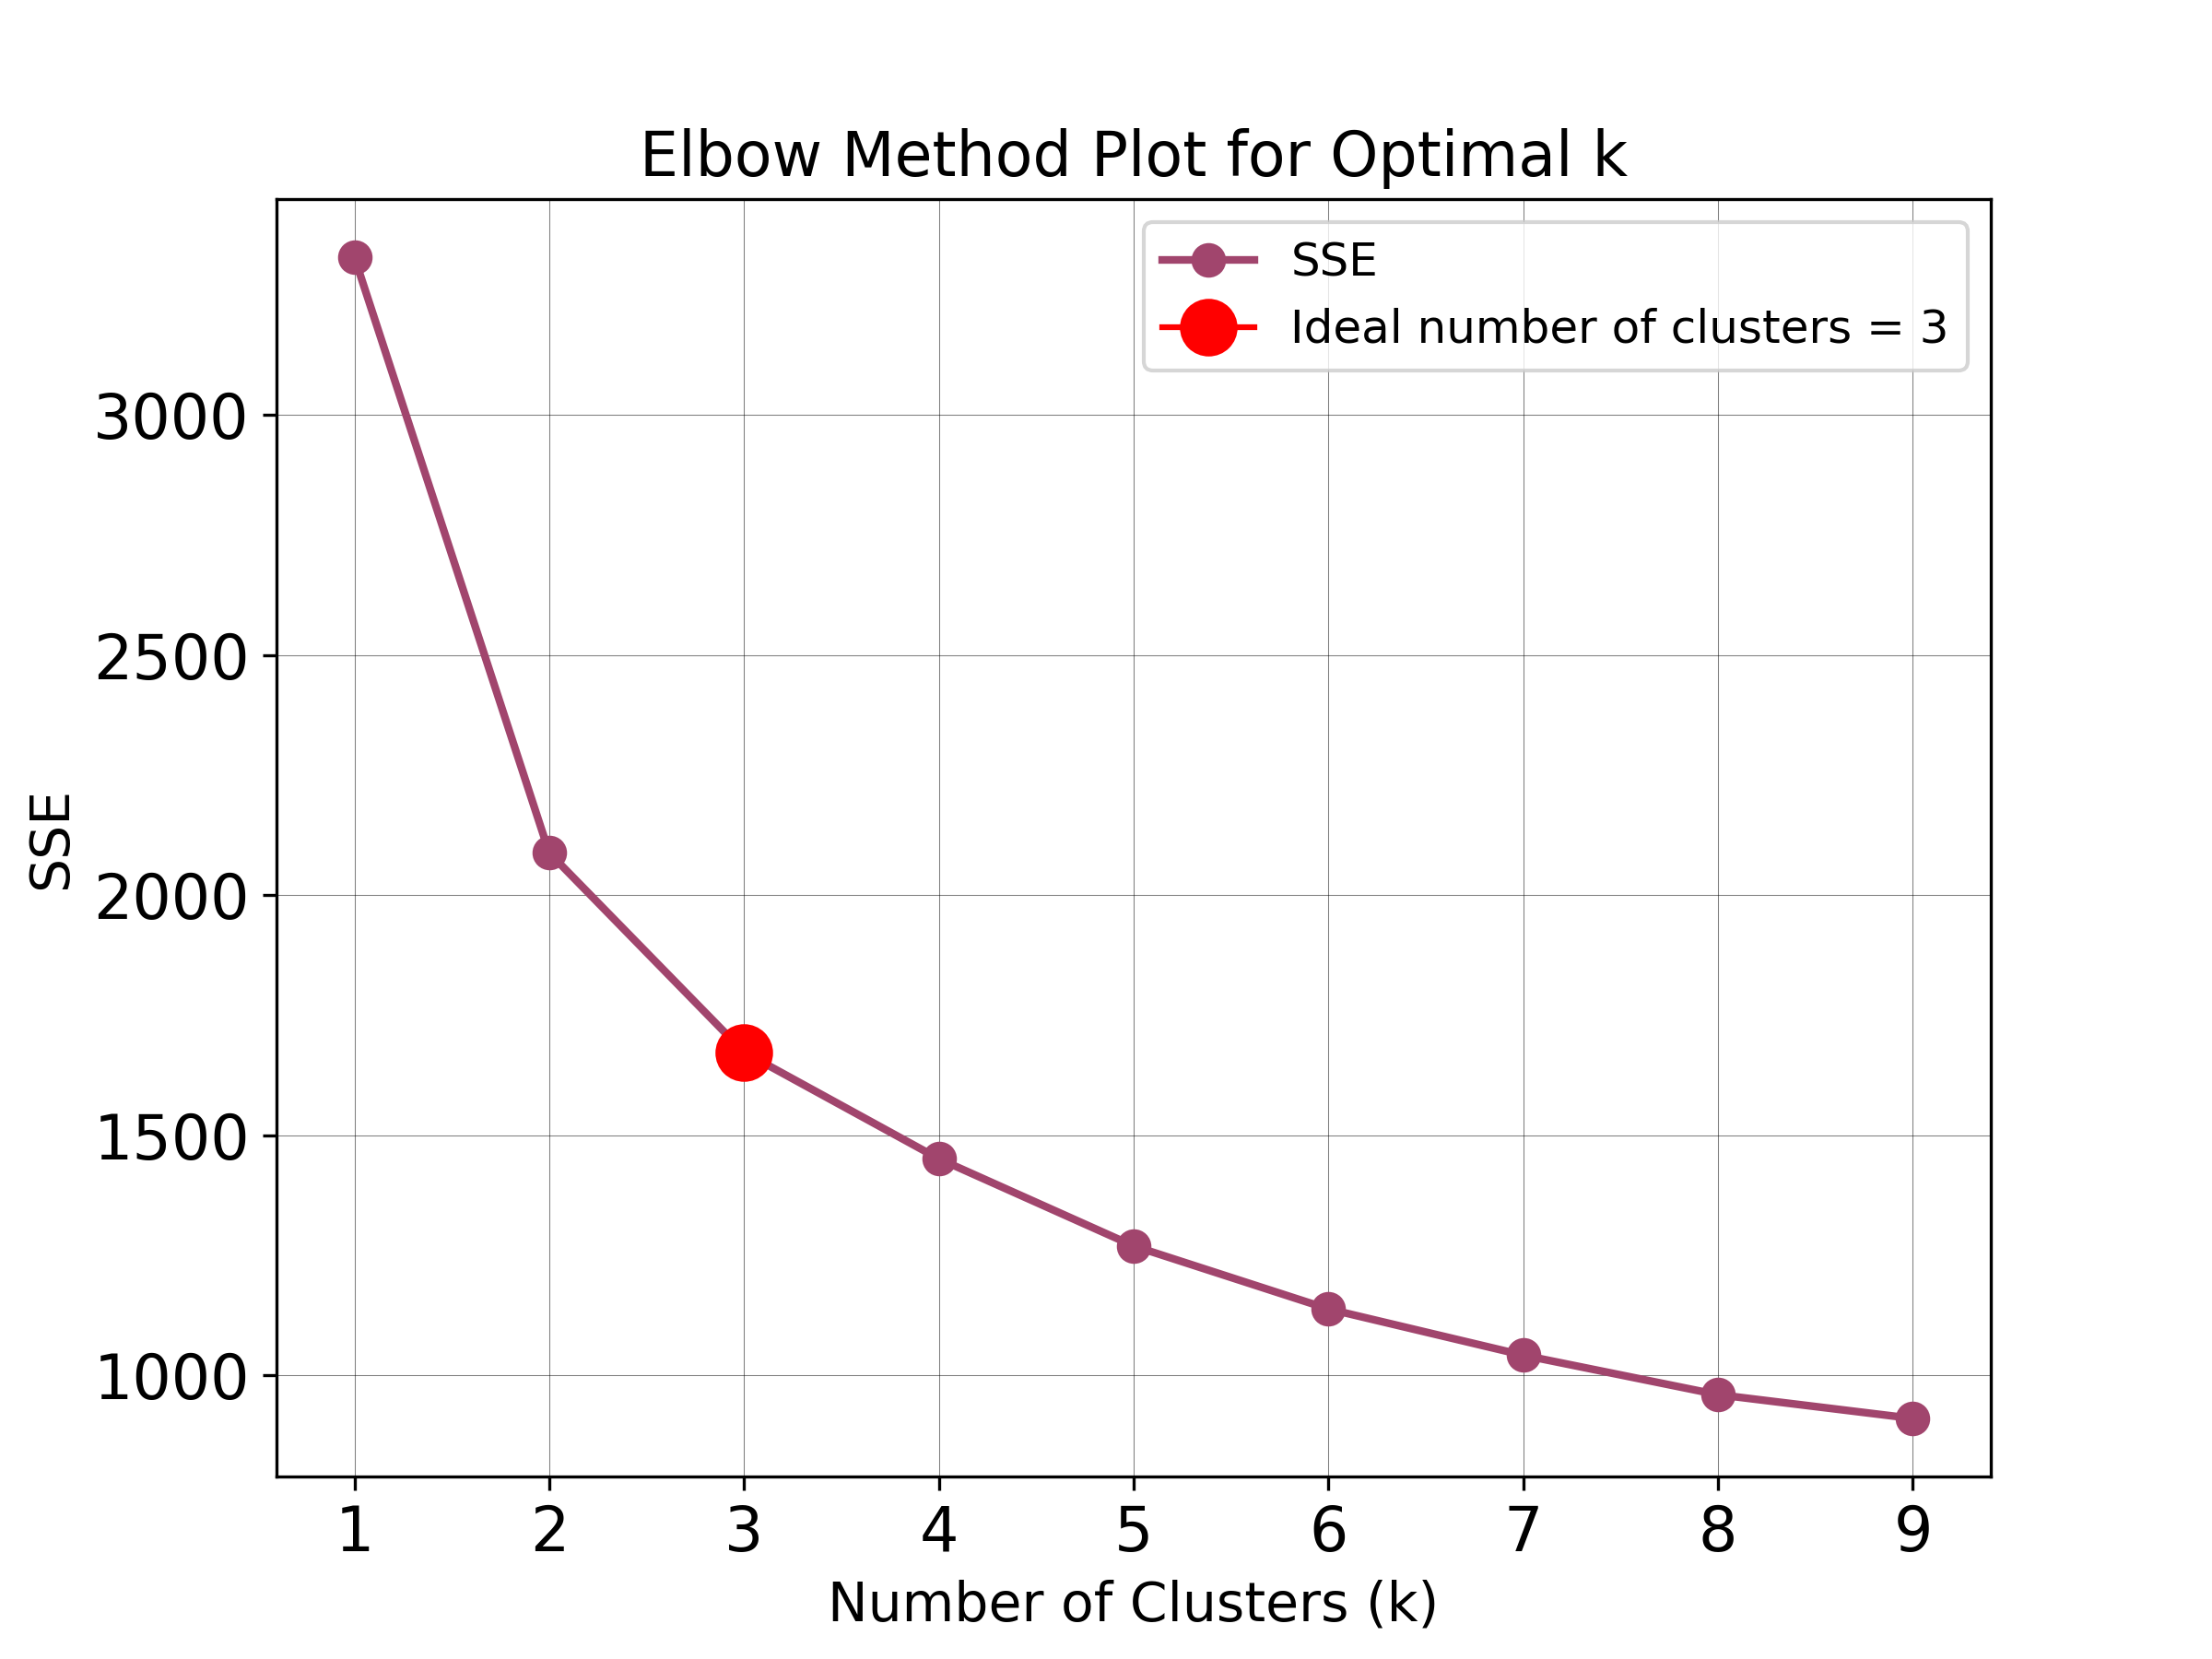 Elbow Method Plot for Optimal k
SSE
Ideal number of clusters = 3
3000
2500
2000
1500
1000
SSE
1 2 3 4 5 6 7 8 9
Number of Clusters (k)